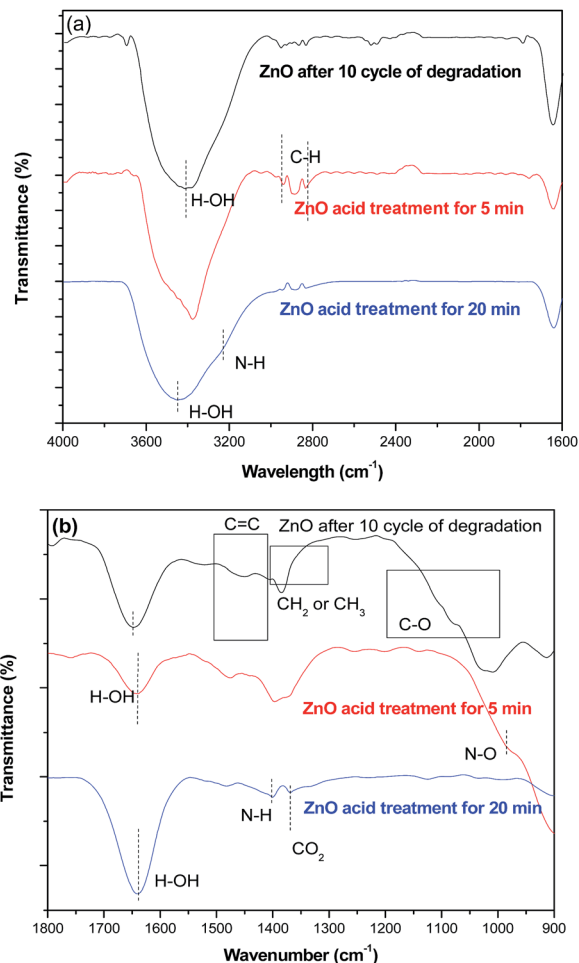 (a)
ZnO after 10 cycle of degradation
C-H
H-OH
ZnO acid treatment for 5 min
ZnO acid treatment for 20 min
N-H
H-OH
Transmittance (%)
4000 3600 3200 2800 2400 2000 1600
Wavelength (cm⁻¹)
(b)
C=C
ZnO after 10 cycle of degradation
CH₂ or CH₃
C-O
H-OH
ZnO acid treatment for 5 min
N-O
N-H
ZnO acid treatment for 20 min
CO₂
H-OH
Transmittance (%)
1800 1700 1600 1500 1400 1300 1200 1100 1000 900
Wavenumber (cm⁻¹)